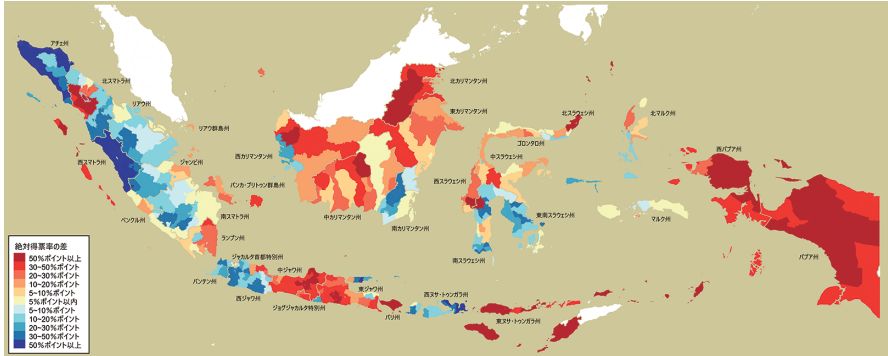 アチェ州
北スマトラ州
リアウ州
リアウ群島州
西スマトラ州
ジャンビ州
バンカ・ブリトゥン群島州
ベンクル州
南スマトラ州
ランプン州
北カリマンタン州
東カリマンタン州
西カリマンタン州
中カリマンタン州
南カリマンタン州
北スラウェシ州
ゴロンタロ州
中スラウェシ州
西スラウェシ州
東南スラウェシ州
南スラウェシ州
北マルク州
マルク州
西パプア州
パプア州
ジャカルタ首都特別州
バンテン州
西ジャワ州
中ジャワ州
ジョグジャカルタ特別州
東ジャワ州
バリ州
西ヌサ・トゥンガラ州
東ヌサ・トゥンガラ州
絶対得票率の差
50%ポイント以上
30-50%ポイント
20-30%ポイント
10-20%ポイント
5-10%ポイント
5%ポイント以内
5-10%ポイント
10-20%ポイント
20-30%ポイント
30-50%ポイント
50%ポイント以上